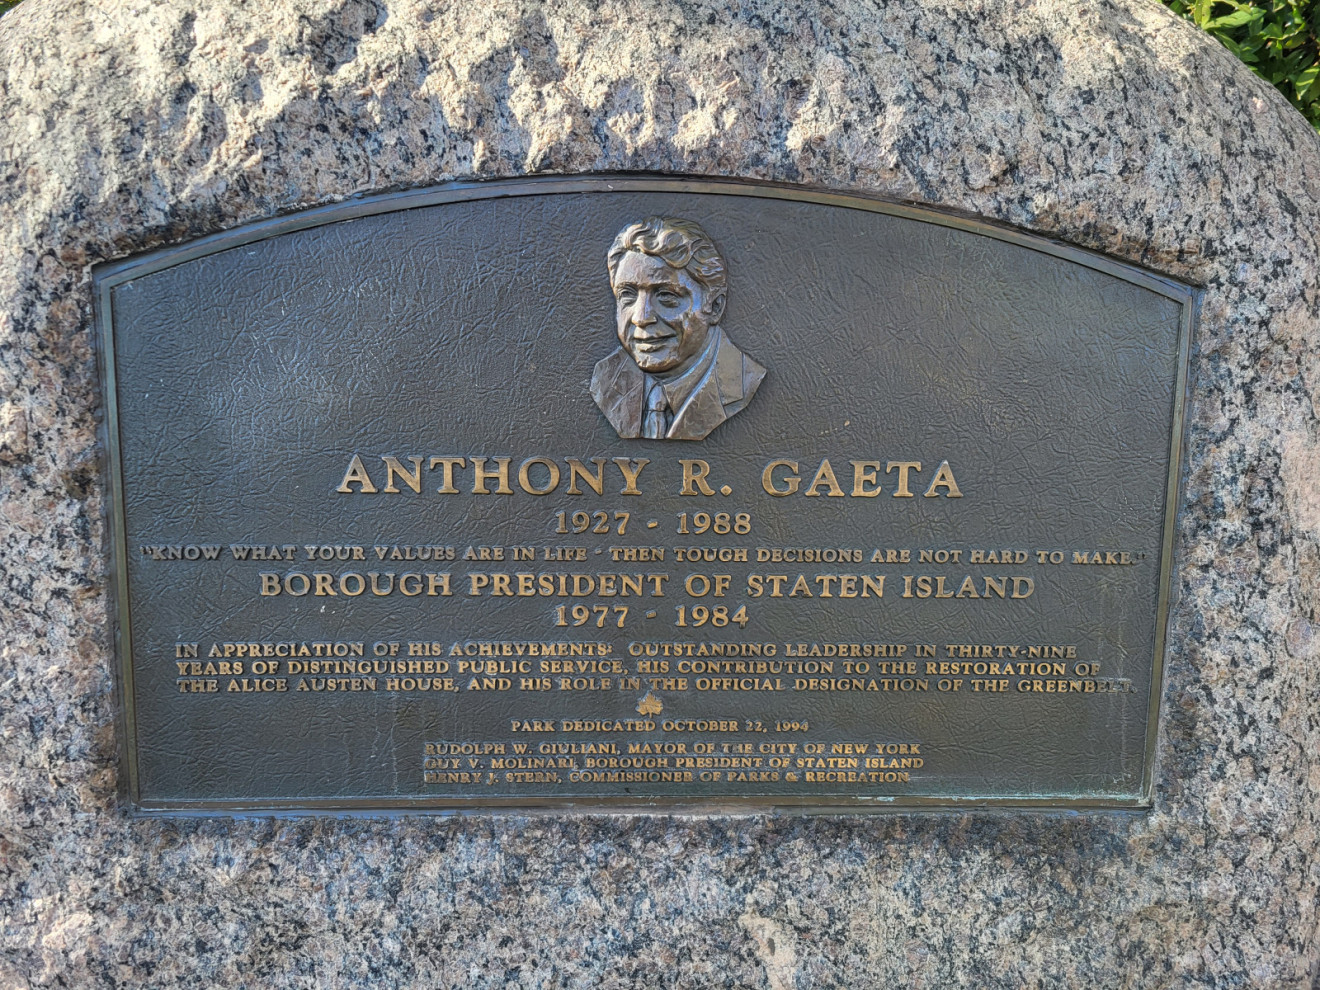 ANTHONY R. GAETA
1927 - 1988
"KNOW WHAT YOUR VALUES ARE IN LIFE - THEN TOUGH DECISIONS ARE NOT HARD TO MAKE."
BOROUGH PRESIDENT OF STATEN ISLAND
1977 - 1984
IN APPRECIATION OF HIS ACHIEVEMENTS: OUTSTANDING LEADERSHIP IN THIRTY-NINE
YEARS OF DISTINGUISHED PUBLIC SERVICE, HIS CONTRIBUTION TO THE RESTORATION OF
THE ALICE AUSTEN HOUSE, AND HIS ROLE IN THE OFFICIAL DESIGNATION OF THE GREENBELT.
PARK DEDICATED OCTOBER 22, 1994
RUDOLPH W. GIULIANI, MAYOR OF THE CITY OF NEW YORK
GUY V. MOLINARI, BOROUGH PRESIDENT OF STATEN ISLAND
HENRY J. STERN, COMMISSIONER OF PARKS & RECREATION